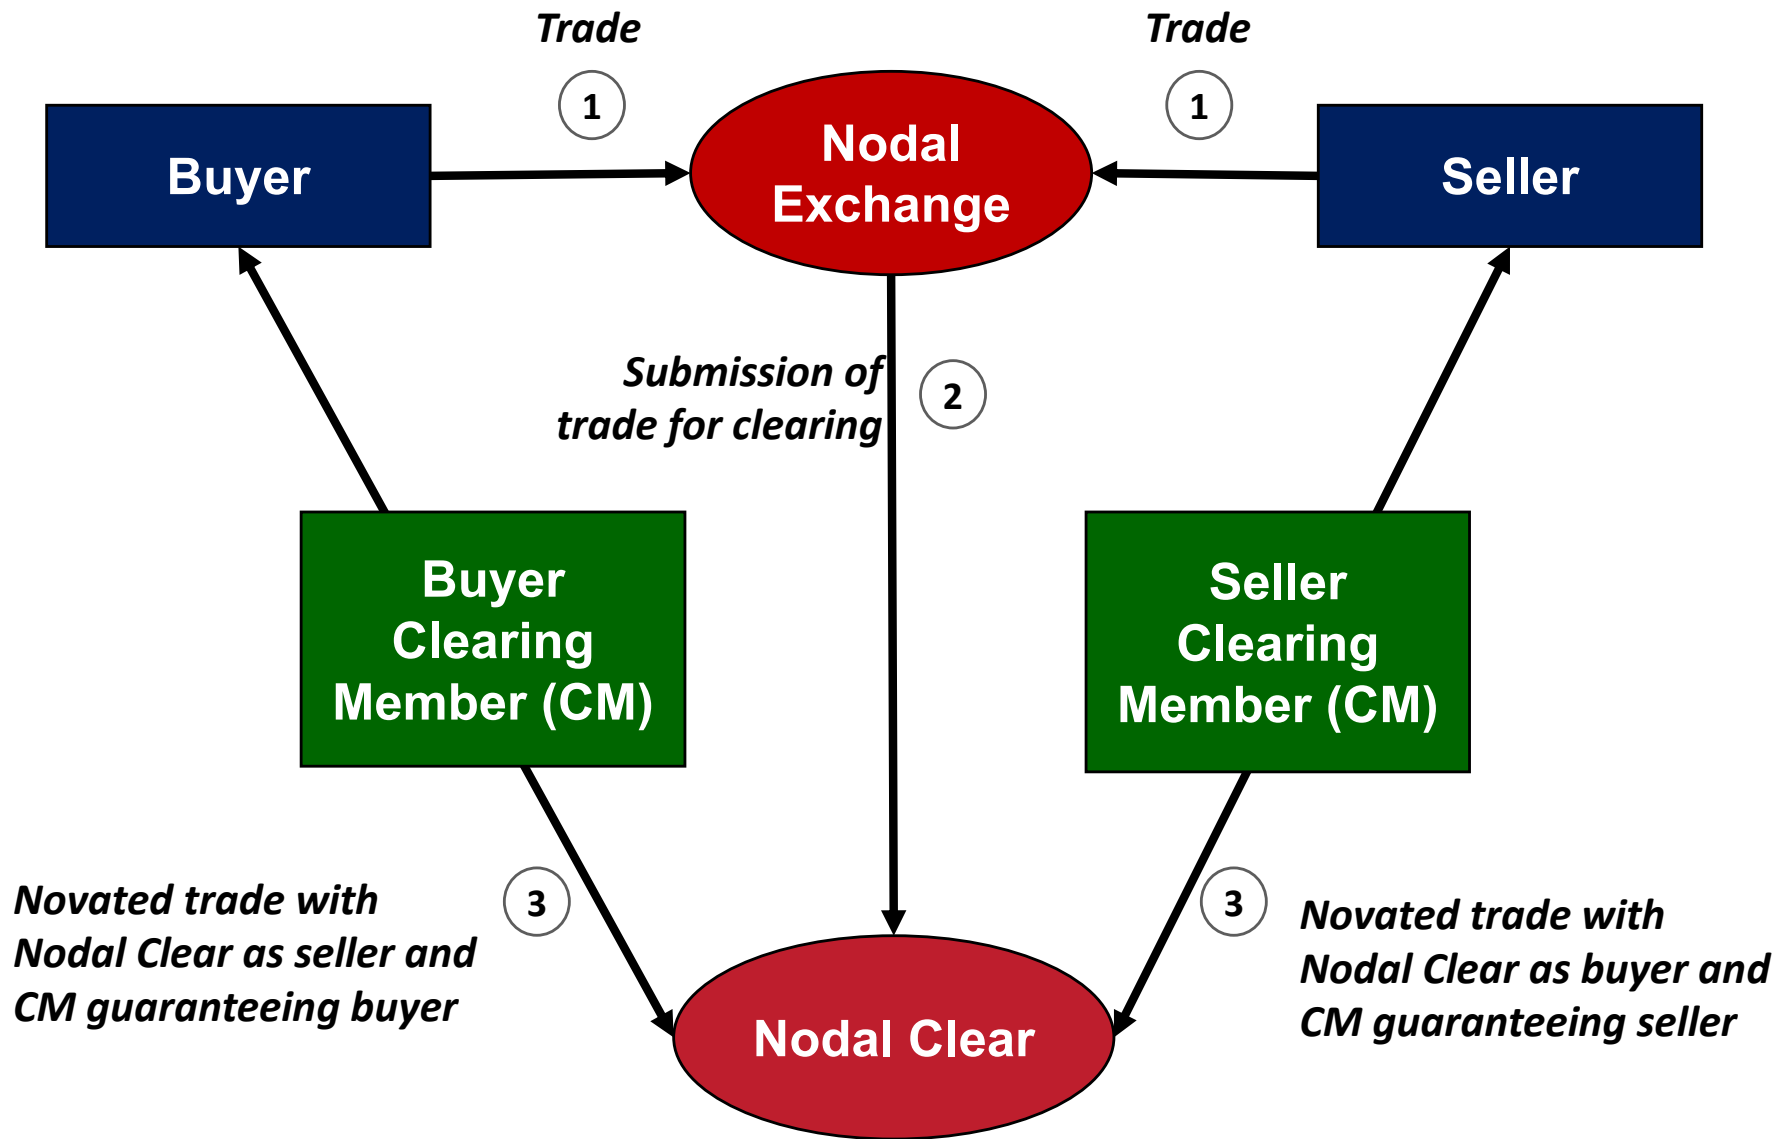 Trade
Trade
1
1
Buyer
Nodal
Exchange
Seller
Submission of
trade for clearing
2
Buyer
Clearing
Member (CM)
Seller
Clearing
Member (CM)
3
Novated trade with
Nodal Clear as seller and
CM guaranteeing buyer
3
Novated trade with
Nodal Clear as buyer and
CM guaranteeing seller
Nodal Clear